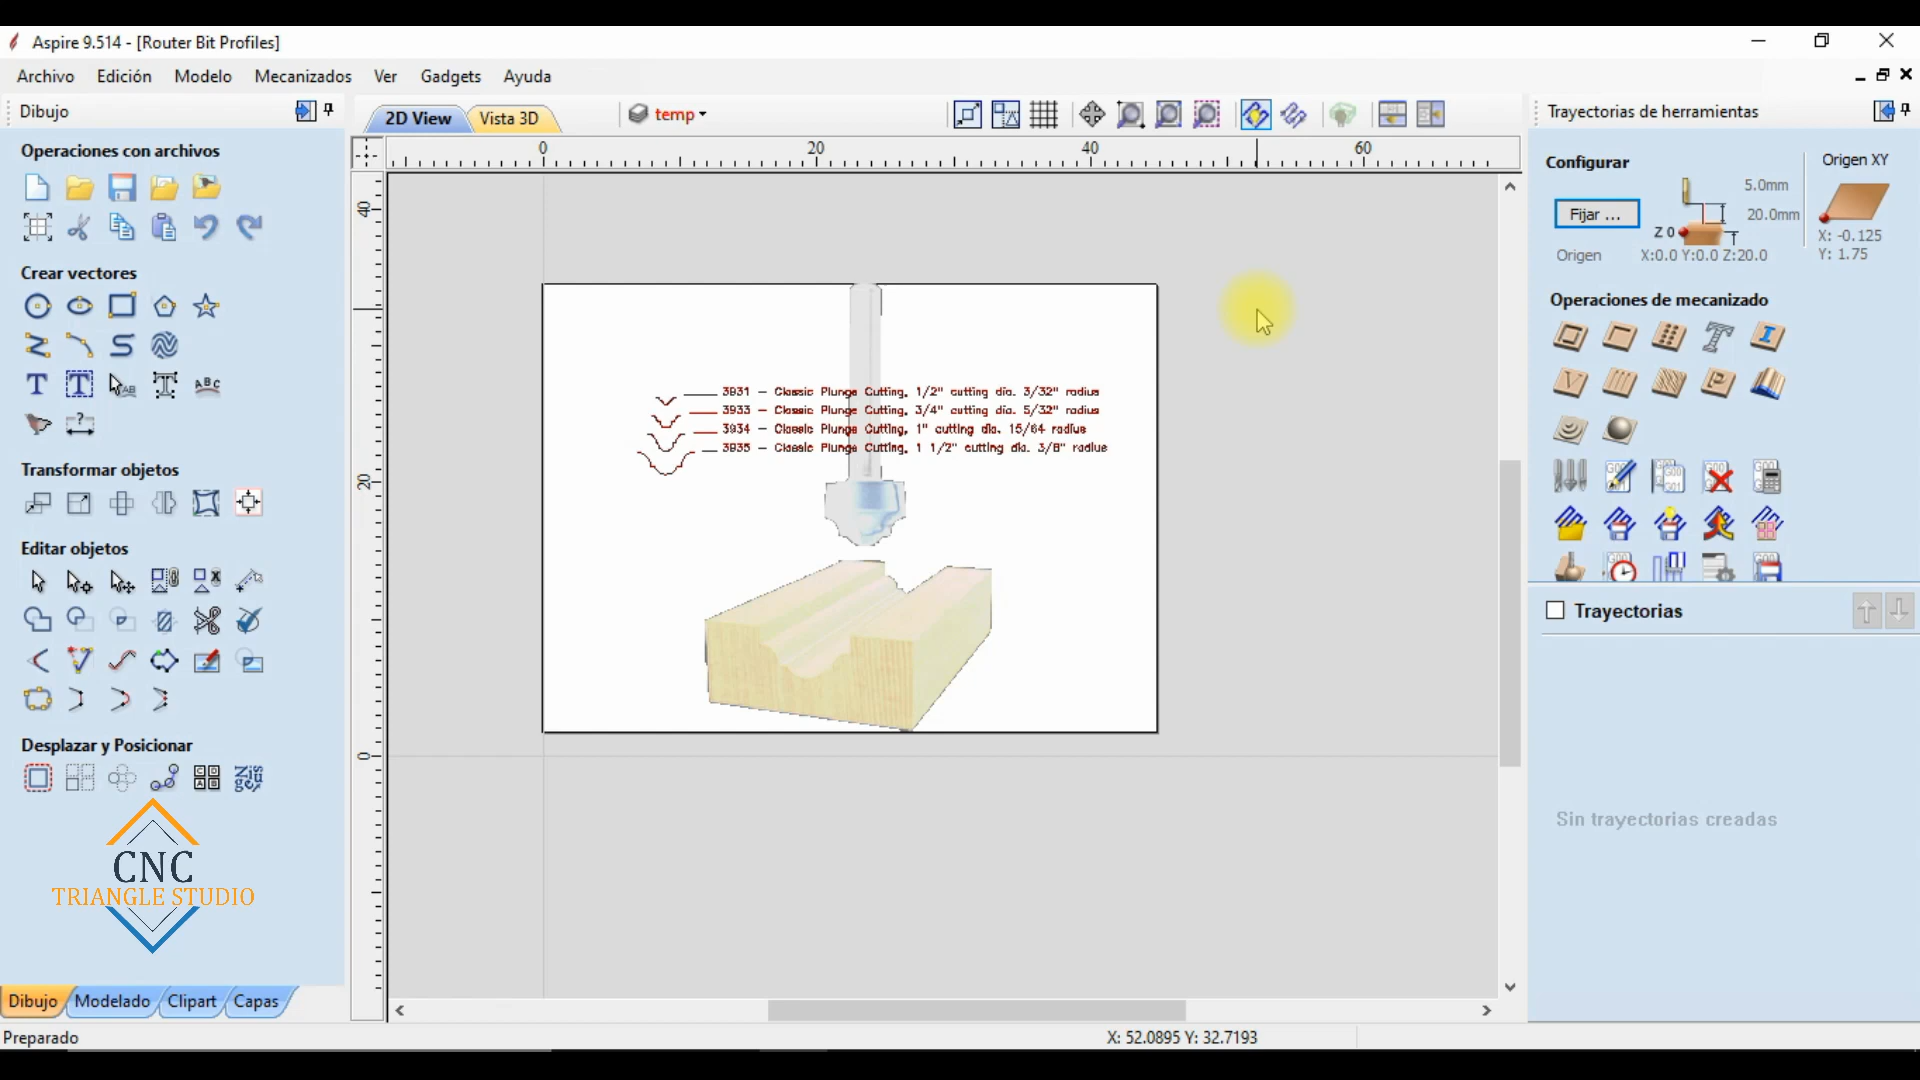 Aspire 9.514 - [Router Bit Profiles]
Archivo Edición Modelo Mecanizados Ver Gadgets Ayuda
Dibujo
Operaciones con archivos
Crear vectores
Transformar objetos
Editar objetos
Desplazar y Posicionar
CNC
TRIANGLE STUDIO
Dibujo Modelado Clipart Capas
Preparado
2D View Vista 3D
temp
0 20 40 60
40
20
0
3931 - Classic Plunge Cutting, 1/2" cutting dia. 3/32" radius
3933 - Classic Plunge Cutting, 3/4" cutting dia. 5/32" radius
3934 - Classic Plunge Cutting, 1" cutting dia. 15/64 radius
3935 - Classic Plunge Cutting, 1 1/2" cutting dia. 3/8" radius
X: 52.0895 Y: 32.7193
Trayectorias de herramientas
Configurar
Fijar ...
5.0mm
20.0mm
Z 0
Origen X:0.0 Y:0.0 Z:20.0
Origen XY
X: -0.125
Y: 1.75
Operaciones de mecanizado
Trayectorias
Sin trayectorias creadas